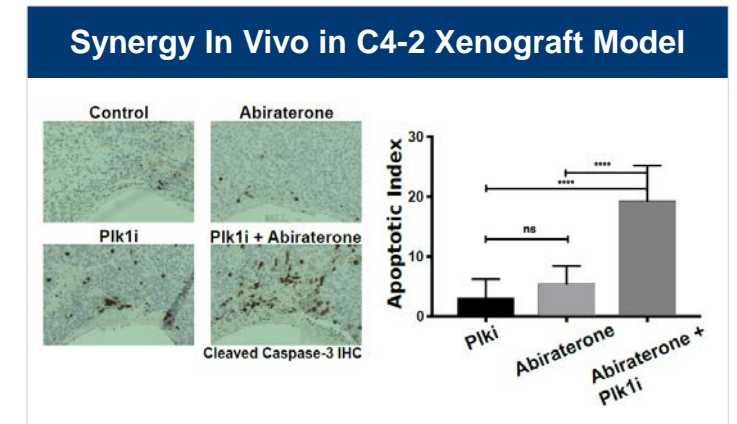 Synergy In Vivo in C4-2 Xenograft Model
Control
Abiraterone
Plk1i
Plk1i + Abiraterone
Cleaved Caspase-3 IHC
Apoptotic Index
30
20
10
0
****
****
ns
Plki
Abiraterone
Abiraterone +
Plk1i